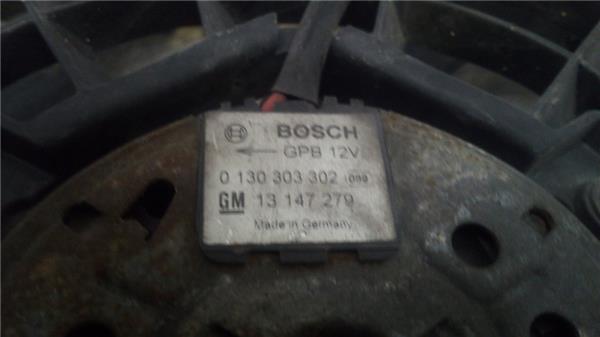 BOSCH
GPB 12V
0 130 303 302
GM 13 147 279
Made in Germany